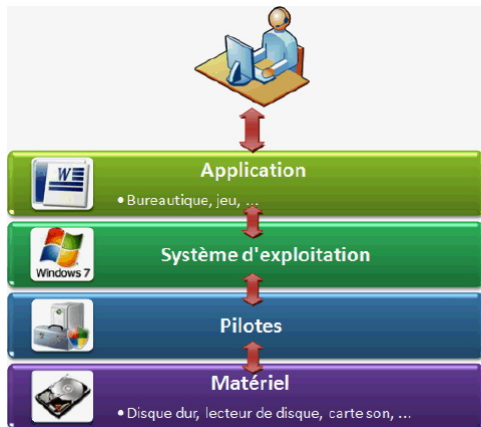 Application
W
• Bureautique, jeu, ...
Système d'exploitation
Windows 7
Pilotes
Matériel
• Disque dur, lecteur de disque, carte son, ...